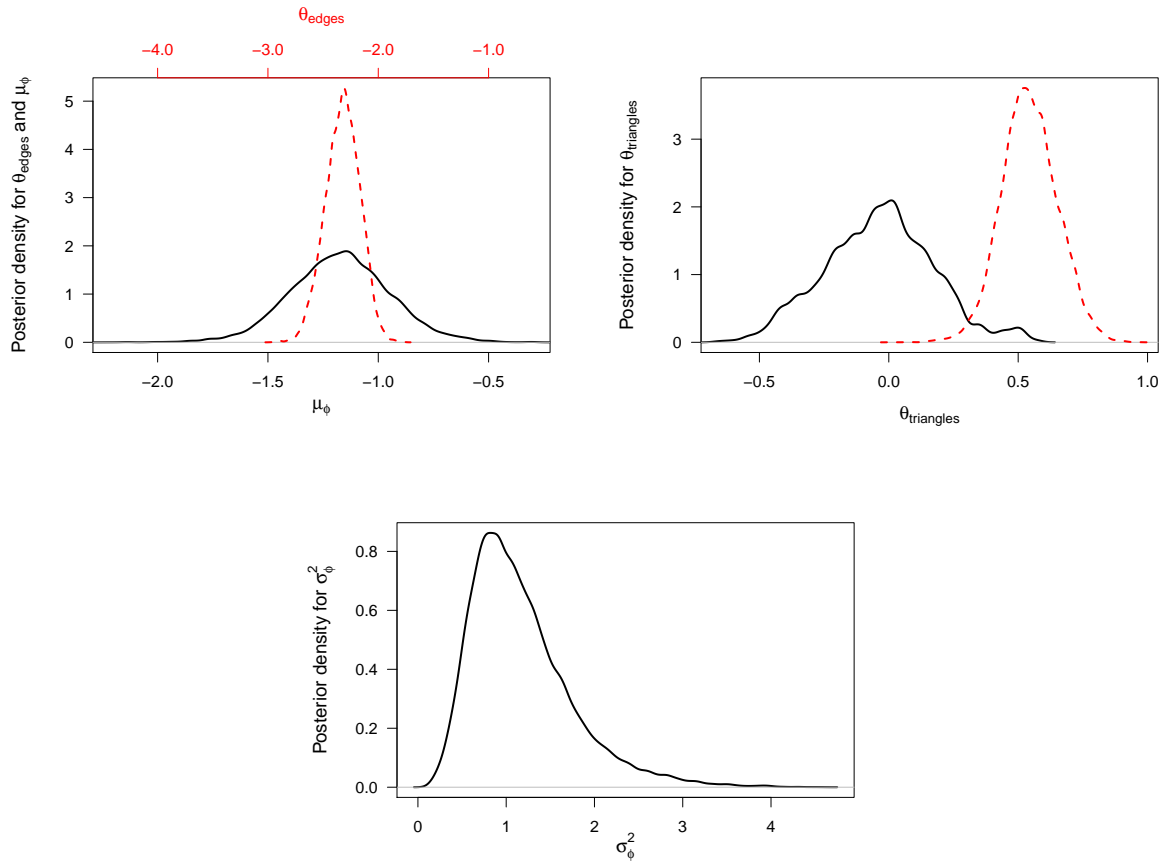 θedges
−4.0 −3.0 −2.0 −1.0
Posterior density for θedges and μϕ
5
4
3
2
1
0
−2.0 −1.5 −1.0 −0.5
μϕ
Posterior density for θtriangles
3
2
1
0
−0.5 0.0 0.5 1.0
θtriangles
Posterior density for σ²ϕ
0.8
0.6
0.4
0.2
0.0
0 1 2 3 4
σ²ϕ